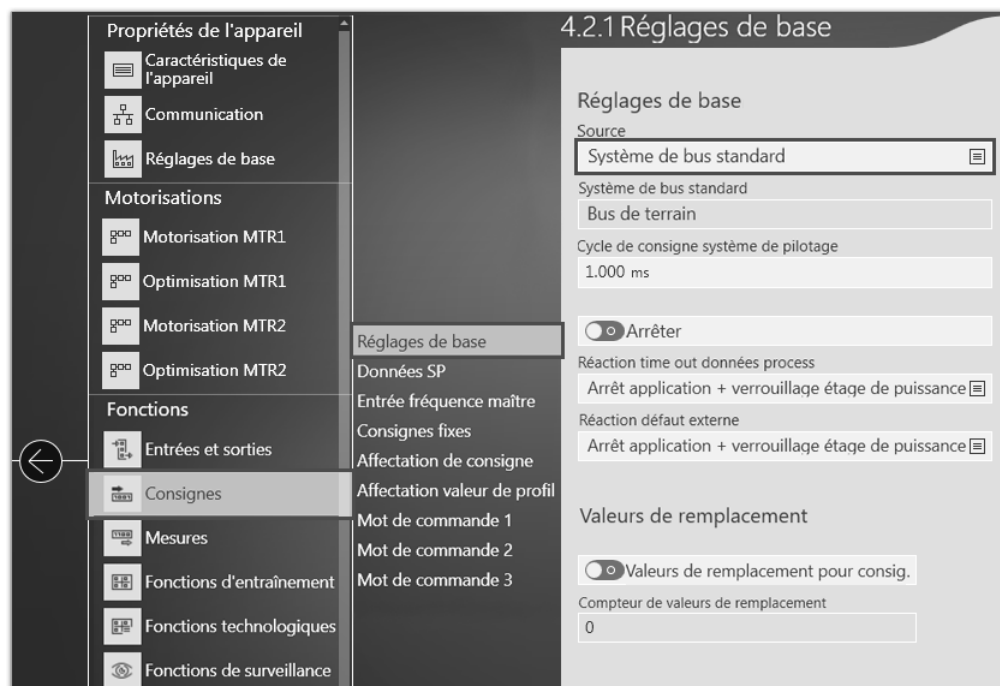 Propriétés de l'appareil
Caractéristiques de
l'appareil
Communication
Réglages de base
Motorisations
Motorisation MTR1
Optimisation MTR1
Motorisation MTR2
Optimisation MTR2
Fonctions
Entrées et sorties
Consignes
Mesures
Fonctions d'entraînement
Fonctions technologiques
Fonctions de surveillance
Réglages de base
Données SP
Entrée fréquence maître
Consignes fixes
Affectation de consigne
Affectation valeur de profil
Mot de commande 1
Mot de commande 2
Mot de commande 3
4.2.1 Réglages de base
Réglages de base
Source
Système de bus standard
Système de bus standard
Bus de terrain
Cycle de consigne système de pilotage
1.000 ms
Arrêter
Réaction time out données process
Arrêt application + verrouillage étage de puissance
Réaction défaut externe
Arrêt application + verrouillage étage de puissance
Valeurs de remplacement
Valeurs de remplacement pour consig.
Compteur de valeurs de remplacement
0